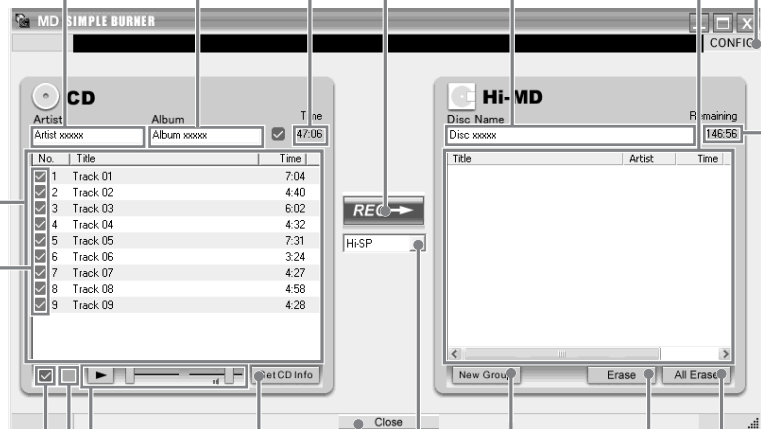 MD SIMPLE BURNER
CONFIG
CD
Artist Album Time
Artist xxxxx Album xxxxx 47:06
No. Title Time
1 Track 01 7:04
2 Track 02 4:40
3 Track 03 6:02
4 Track 04 4:32
5 Track 05 7:31
6 Track 06 3:24
7 Track 07 4:27
8 Track 08 4:58
9 Track 09 4:28
Get CD Info
REC
Hi-SP
Hi-MD
Disc Name Remaining
Disc xxxxx 146:56
Title Artist Time
New Group Erase All Erase
Close